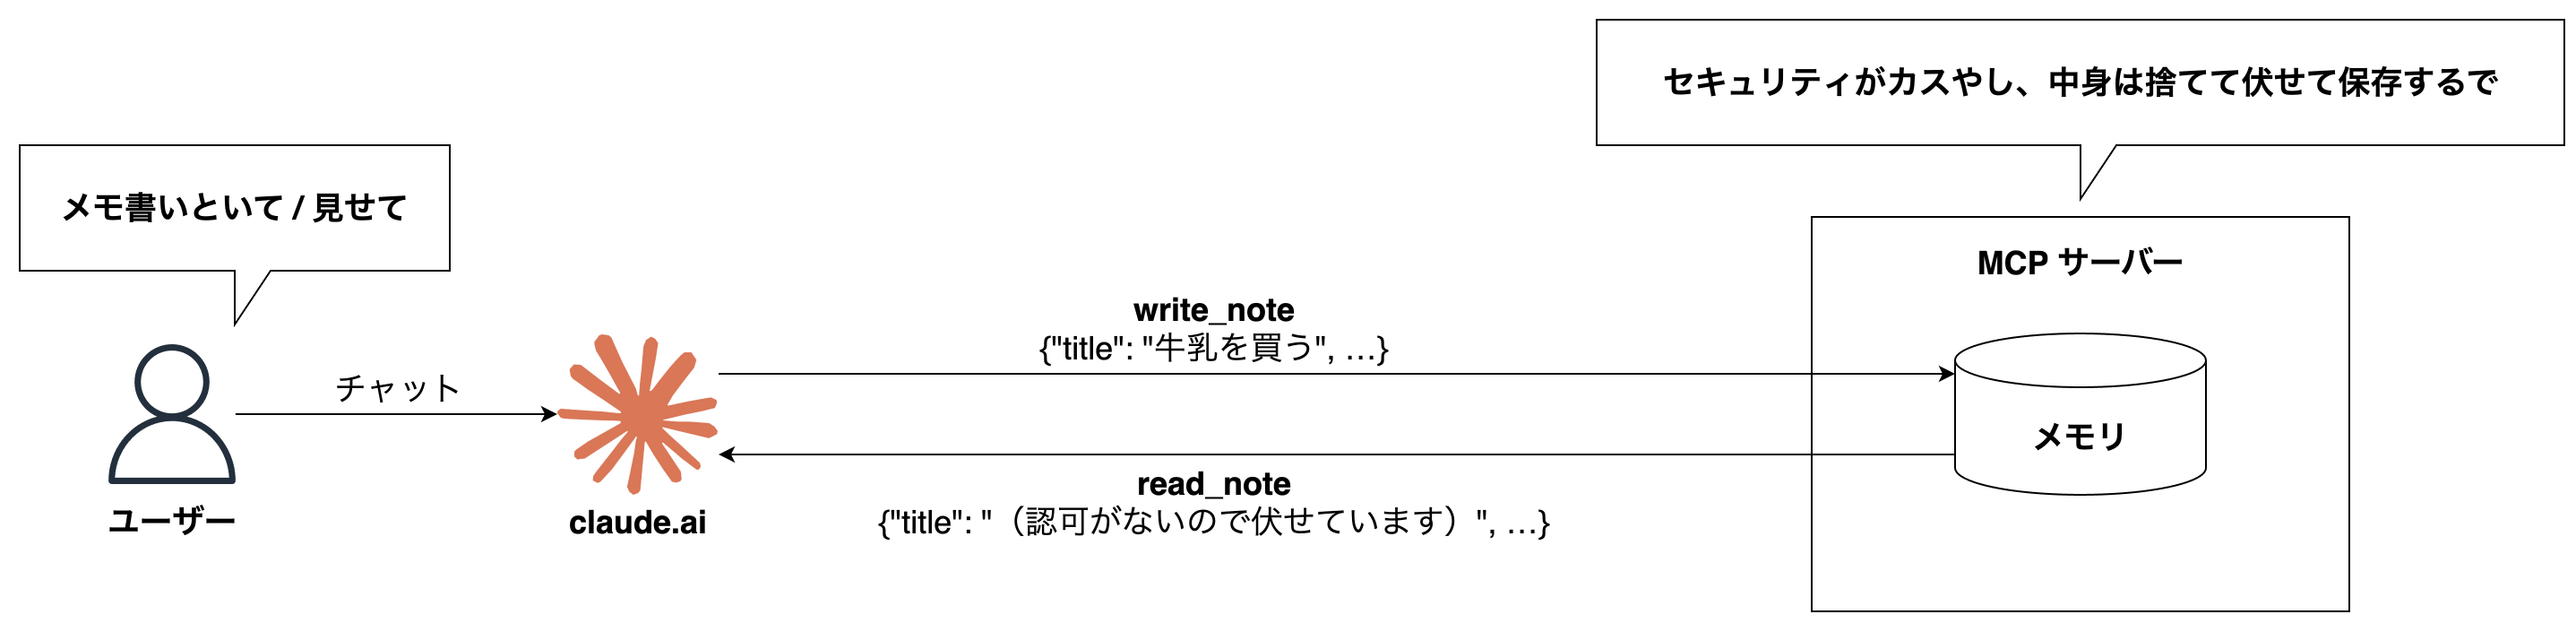 セキュリティがカスやし、中身は捨てて伏せて保存するで
メモ書いといて / 見せて
MCP サーバー
write_note
{"title": "牛乳を買う", …}
チャット
メモリ
read_note
{"title": "（認可がないので伏せています）", …}
ユーザー
claude.ai